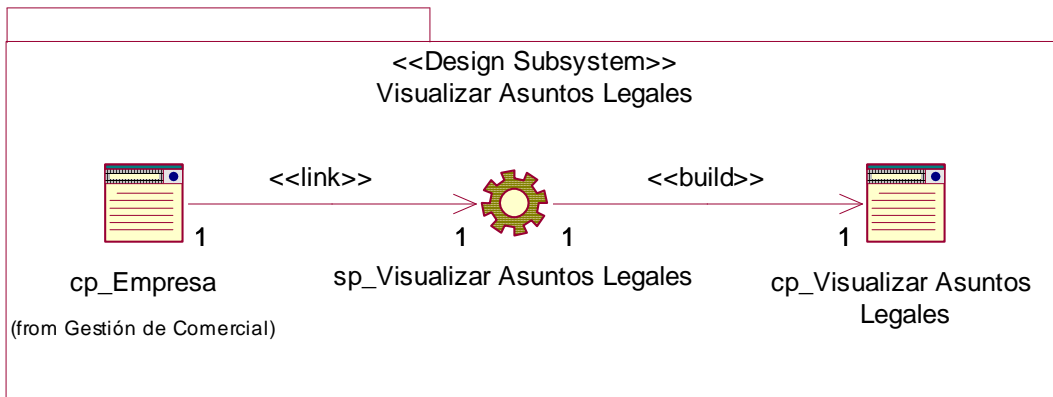 <<Design Subsystem>>
Visualizar Asuntos Legales
<<link>>
<<build>>
1
1
1
1
cp_Empresa
(from Gestión de Comercial)
sp_Visualizar Asuntos Legales
cp_Visualizar Asuntos
Legales